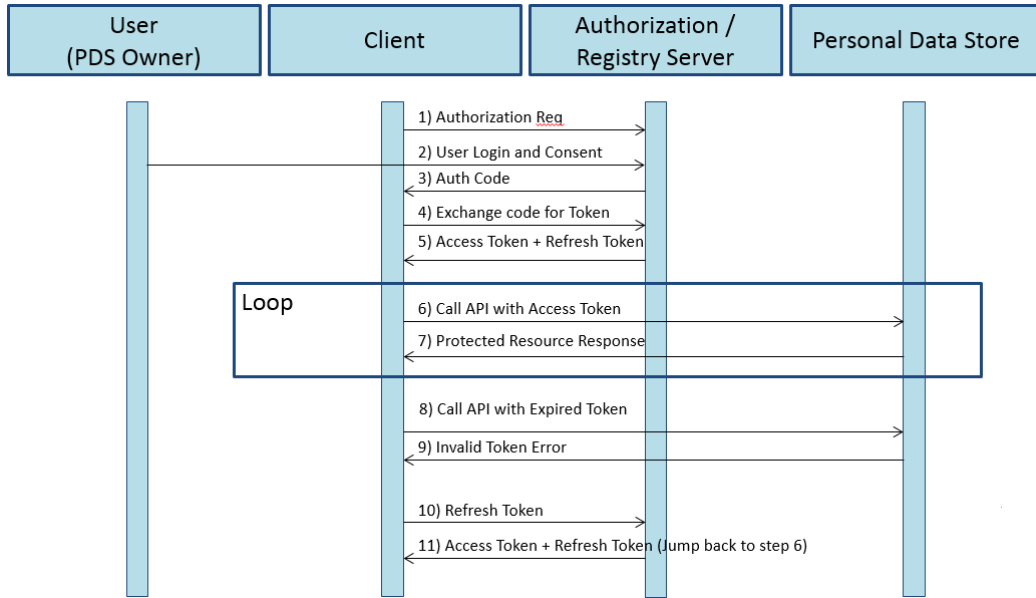 User
(PDS Owner)
Client
Authorization /
Registry Server
Personal Data Store
1) Authorization Req
2) User Login and Consent
3) Auth Code
4) Exchange code for Token
5) Access Token + Refresh Token
Loop
6) Call API with Access Token
7) Protected Resource Response
8) Call API with Expired Token
9) Invalid Token Error
10) Refresh Token
11) Access Token + Refresh Token (Jump back to step 6)